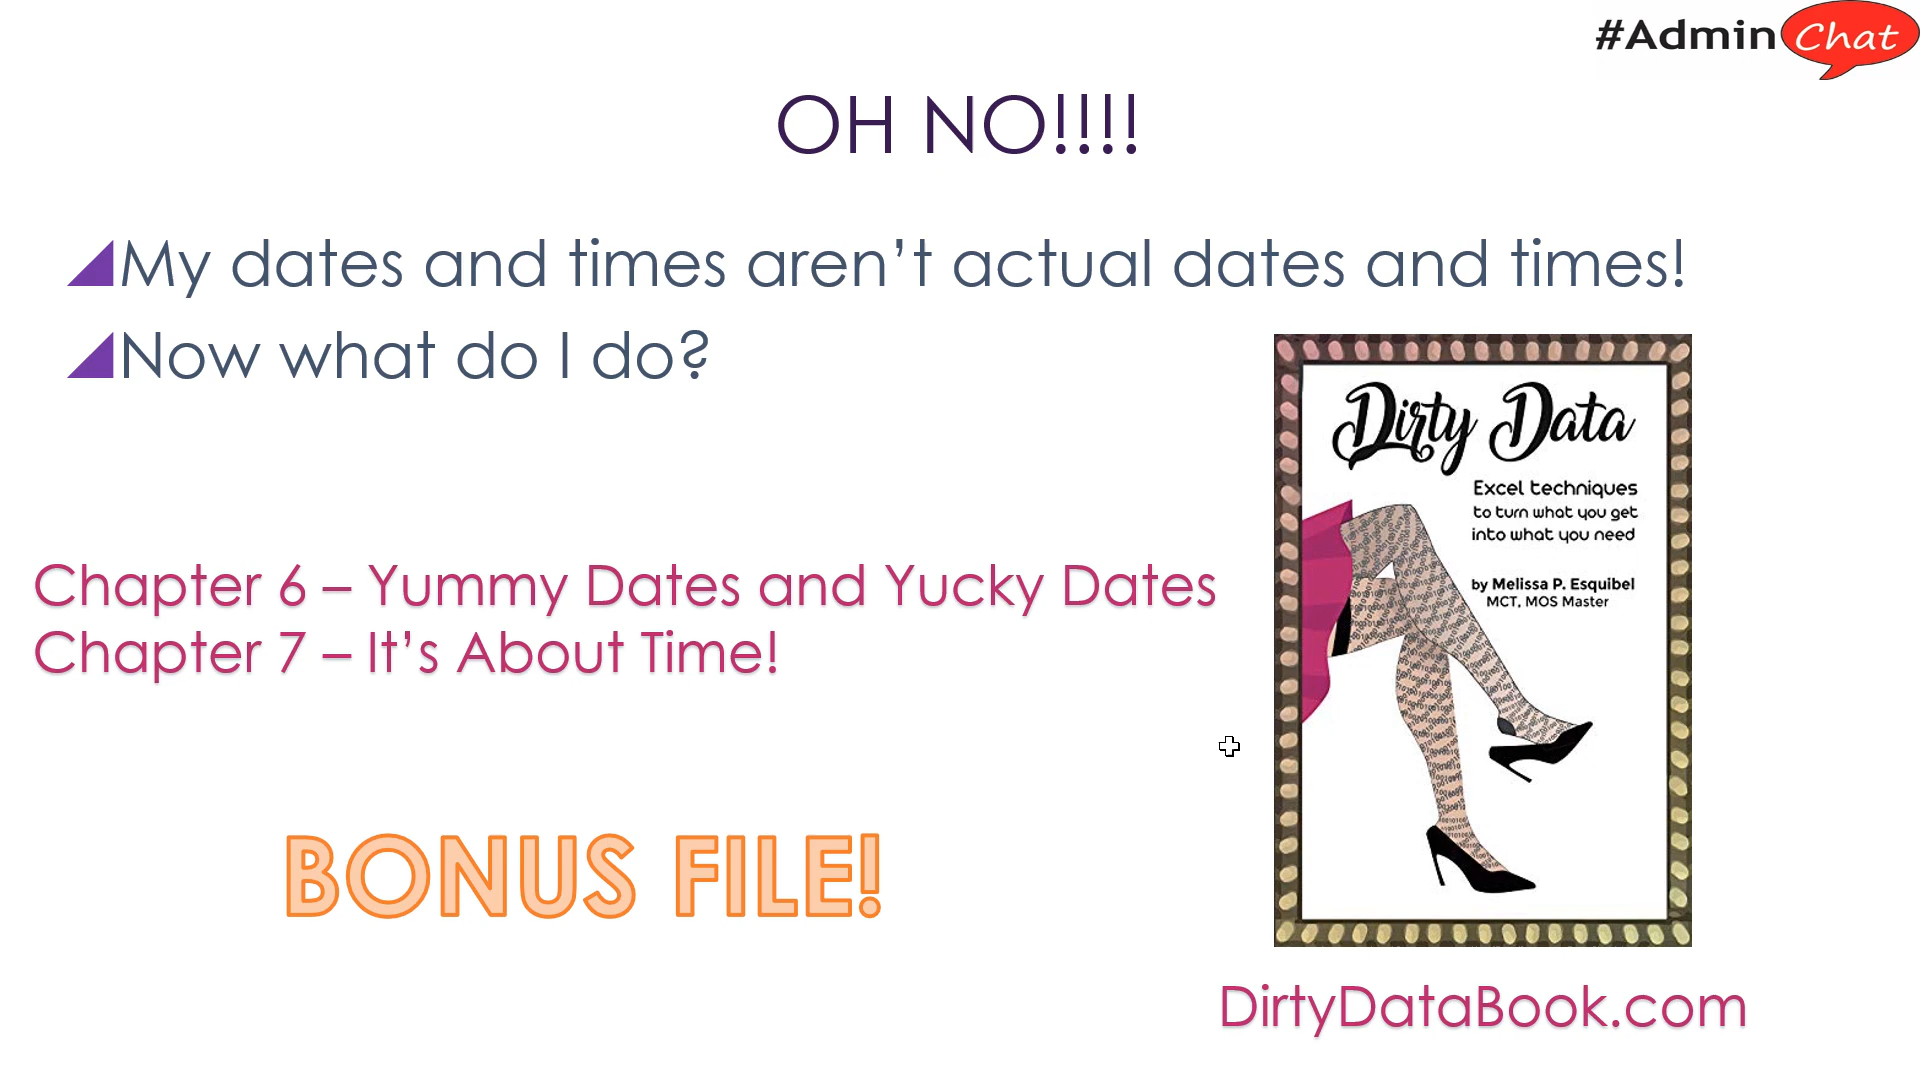 #Admin Chat
OH NO!!!!
My dates and times aren’t actual dates and times!
Now what do I do?
Dirty Data
Excel techniques
to turn what you get
into what you need
by Melissa P. Esquibel
MCT, MOS Master
Chapter 6 – Yummy Dates and Yucky Dates
Chapter 7 – It’s About Time!
BONUS FILE!
DirtyDataBook.com